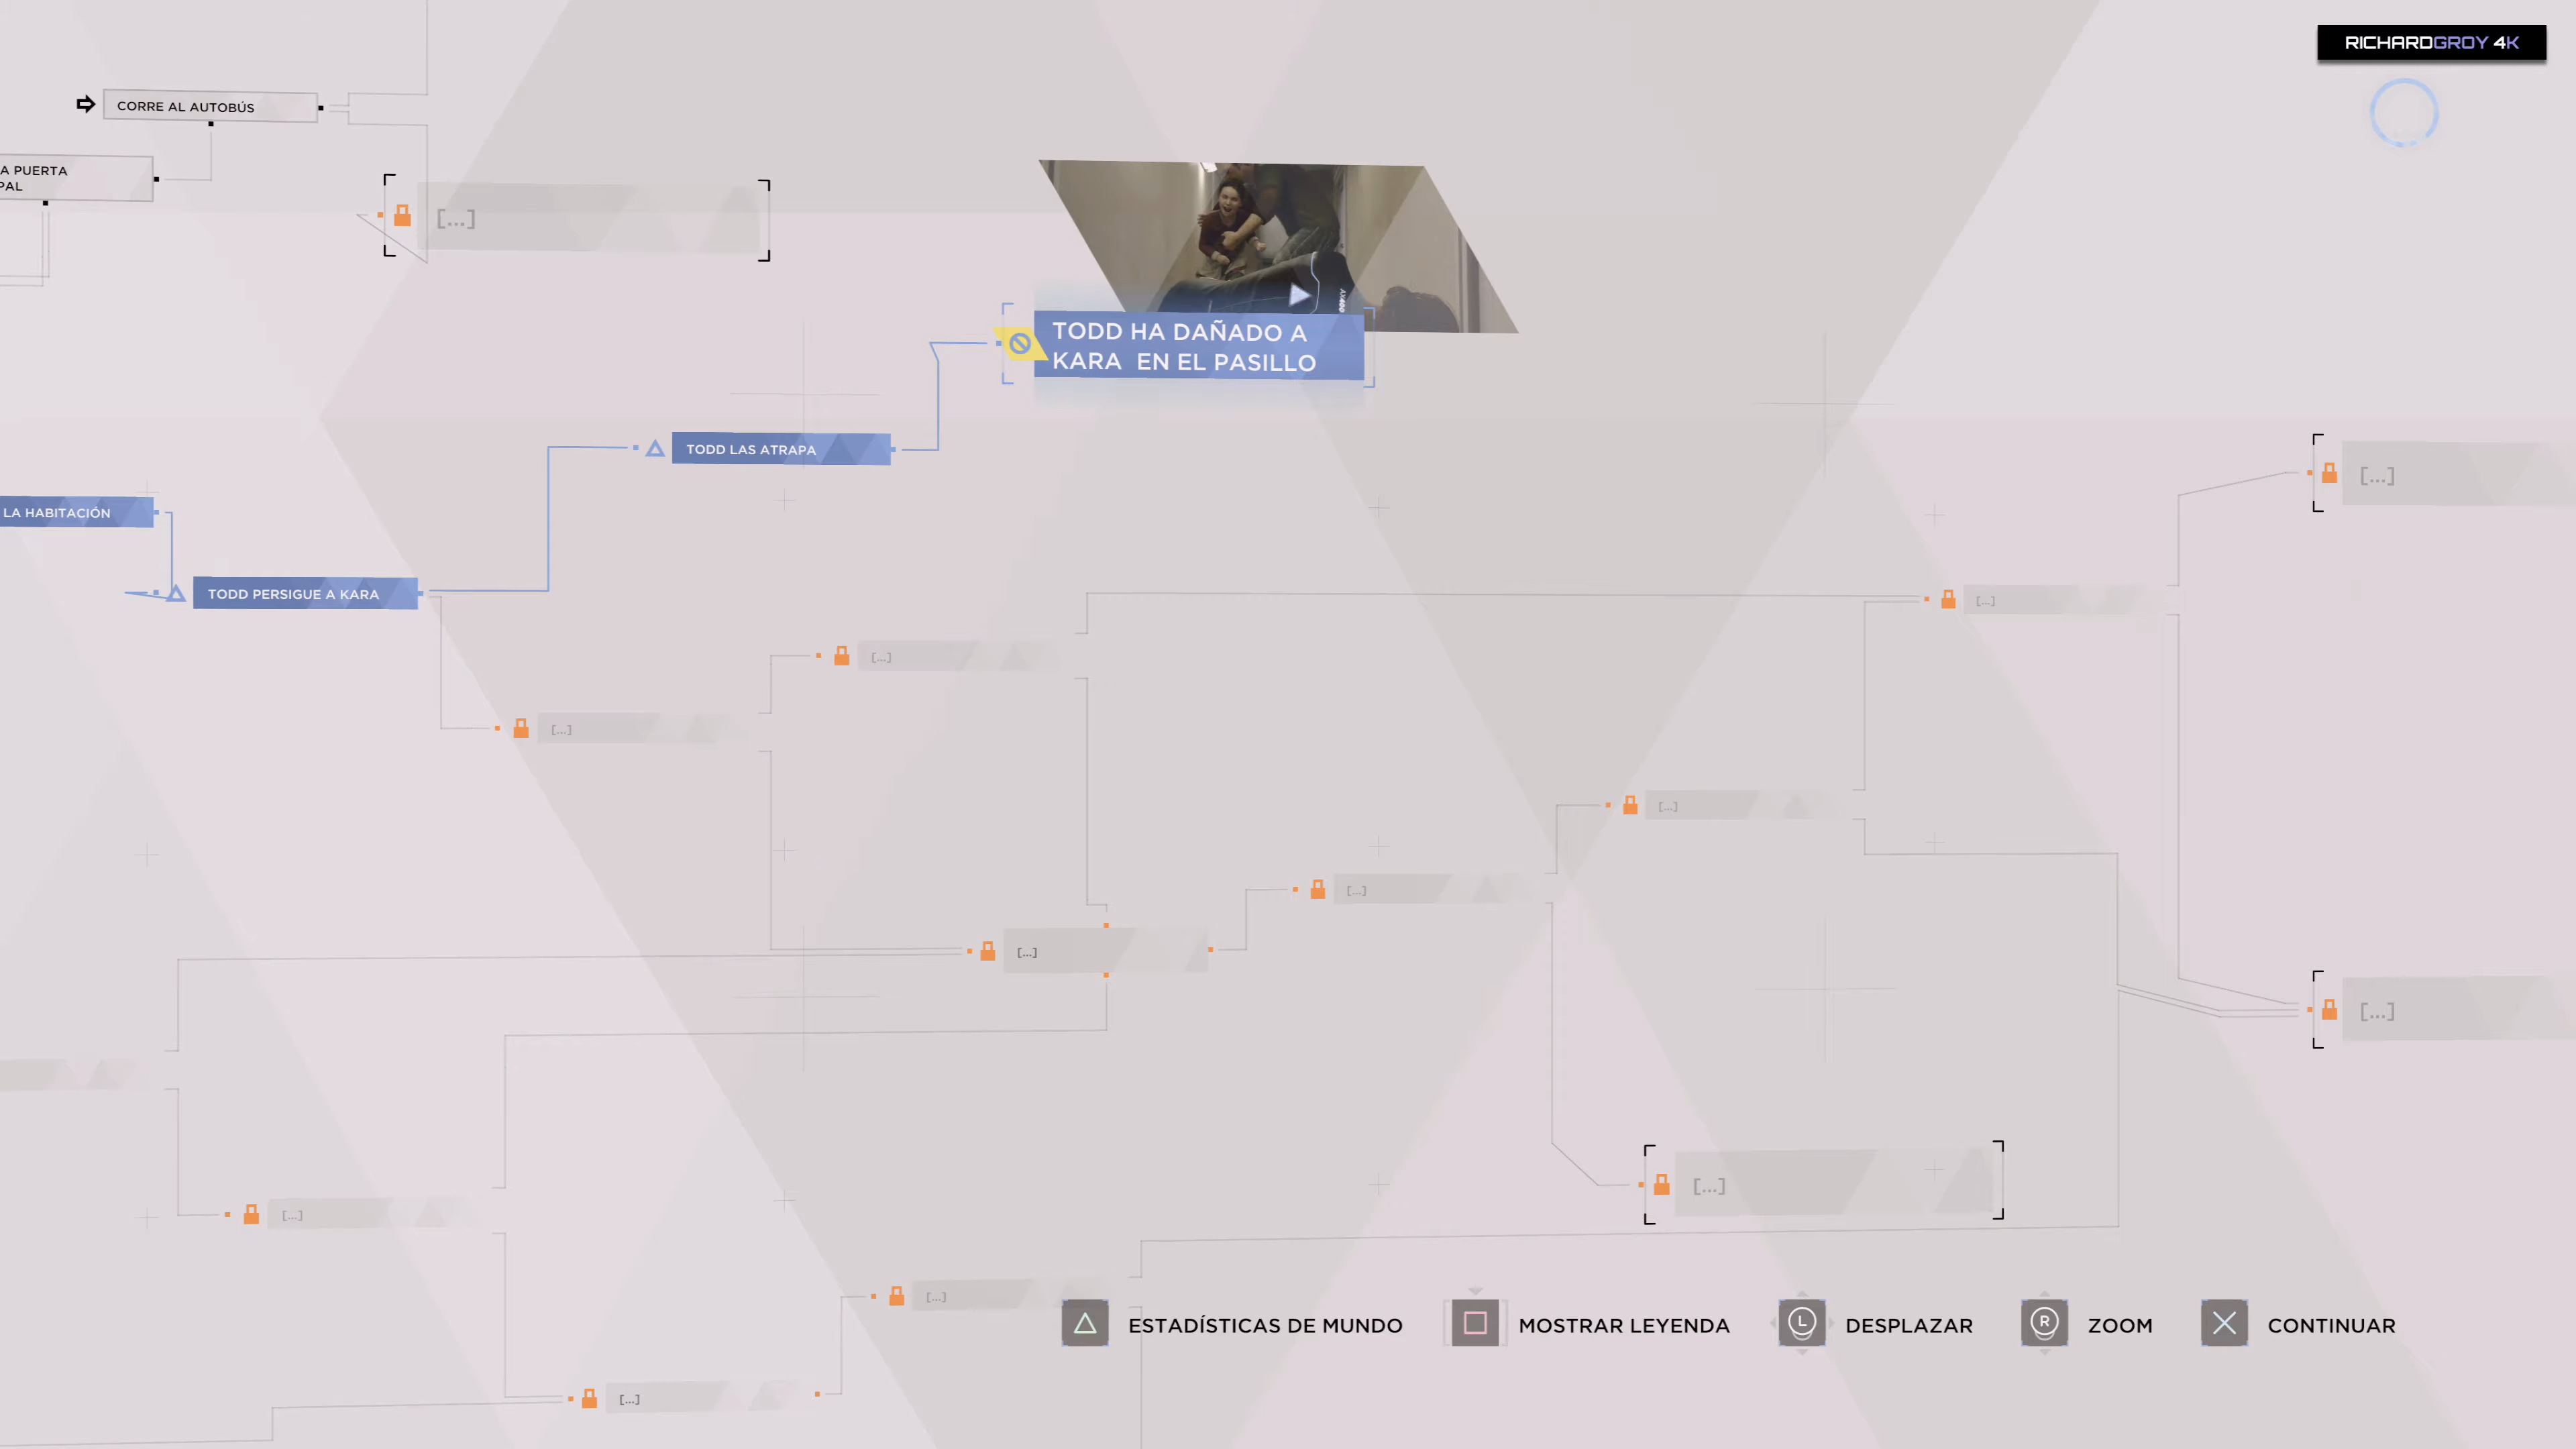 RICHARDGROY 4K
CORRE AL AUTOBÚS
A PUERTA
PAL
[...]
TODD HA DAÑADO A
KARA EN EL PASILLO
TODD LAS ATRAPA
[...]
LA HABITACIÓN
TODD PERSIGUE A KARA
[...]
[...]
[...]
[...]
[...]
[...]
[...]
[...]
[...]
[...]
[...]
ESTADÍSTICAS DE MUNDO
MOSTRAR LEYENDA
L
DESPLAZAR
R
ZOOM
CONTINUAR
[...]